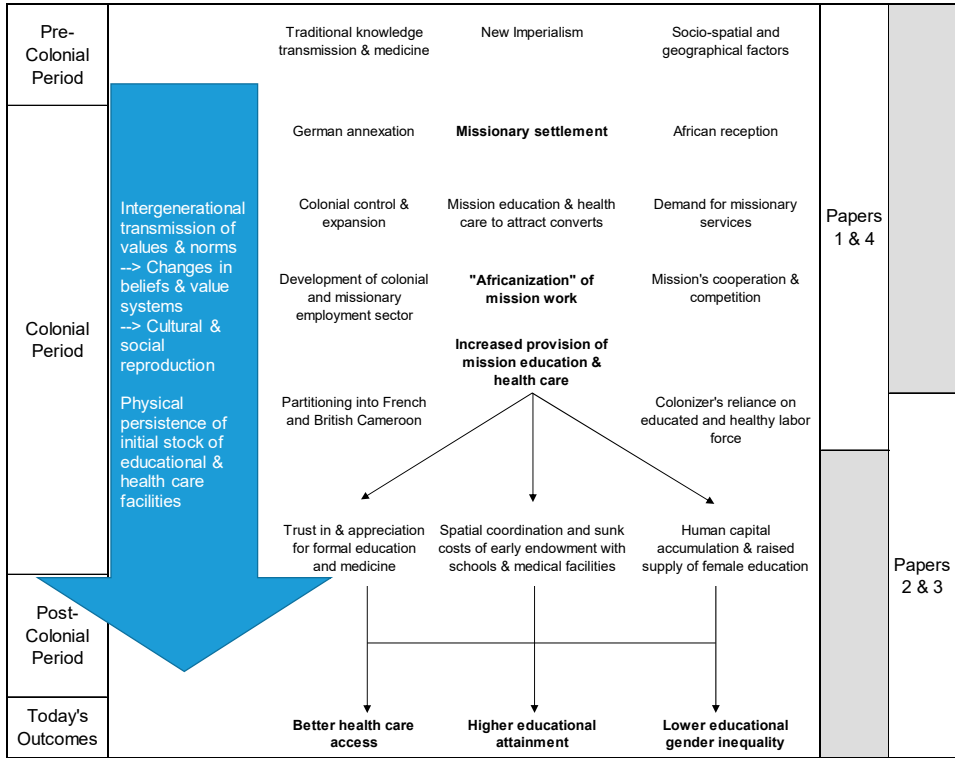 Pre-
Colonial
Period
Traditional knowledge
transmission & medicine
New Imperialism
Socio-spatial and
geographical factors
German annexation
Missionary settlement
African reception
Colonial control &
expansion
Mission education & health
care to attract converts
Demand for missionary
services
Development of colonial
and missionary
employment sector
"Africanization" of
mission work
Mission's cooperation &
competition
Increased provision of
mission education &
health care
Partitioning into French
and British Cameroon
Colonizer's reliance on
educated and healthy labor
force
Colonial
Period
Intergenerational
transmission of
values & norms
--> Changes in
beliefs & value
systems
--> Cultural &
social
reproduction
Physical
persistence of
initial stock of
educational &
health care
facilities
Trust in & appreciation
for formal education
and medicine
Spatial coordination and sunk
costs of early endowment with
schools & medical facilities
Human capital
accumulation & raised
supply of female education
Post-
Colonial
Period
Today's
Outcomes
Better health care
access
Higher educational
attainment
Lower educational
gender inequality
Papers
1 & 4
Papers
2 & 3